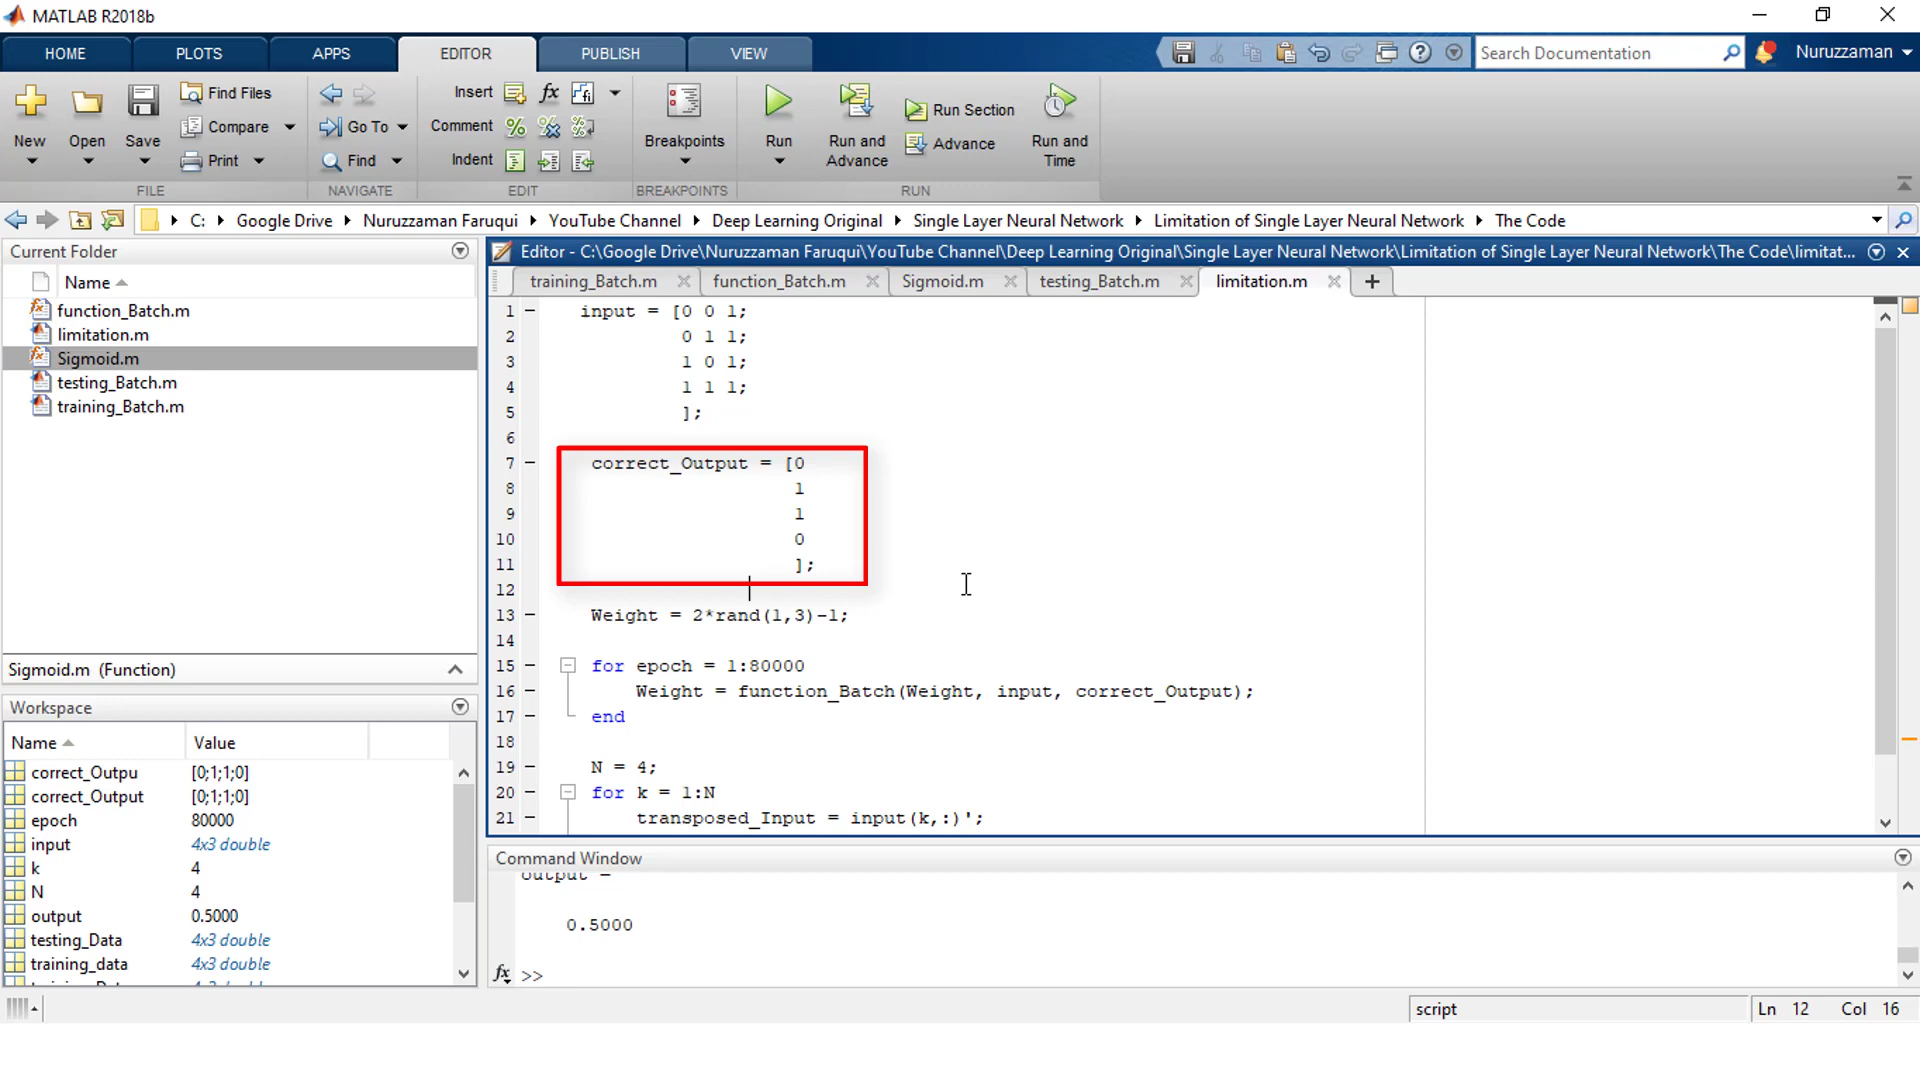 MATLAB R2018b
HOME PLOTS APPS EDITOR PUBLISH VIEW
Search Documentation
Nuruzzaman
New
Open
Save
Find Files
Compare
Print
FILE
Go To
Find
NAVIGATE
Insert fx
Comment
Indent
EDIT
Breakpoints
BREAKPOINTS
Run
Run and Advance
Run Section
Advance
Run and Time
RUN
C: Google Drive Nuruzzaman Faruqui YouTube Channel Deep Learning Original Single Layer Neural Network Limitation of Single Layer Neural Network The Code
Current Folder
Name
function_Batch.m
limitation.m
Sigmoid.m
testing_Batch.m
training_Batch.m
Sigmoid.m (Function)
Workspace
Name Value
correct_Outpu [0;1;1;0]
correct_Output [0;1;1;0]
epoch 80000
input 4x3 double
k 4
N 4
output 0.5000
testing_Data 4x3 double
training_data 4x3 double
Editor - C:\Google Drive\Nuruzzaman Faruqui\YouTube Channel\Deep Learning Original\Single Layer Neural Network\Limitation of Single Layer Neural Network\The Code\limitat...
training_Batch.m function_Batch.m Sigmoid.m testing_Batch.m limitation.m
1 input = [0 0 1;
2 0 1 1;
3 1 0 1;
4 1 1 1;
5 ];
6
7 correct_Output = [0
8 1
9 1
10 0
11 ];
12
13 Weight = 2*rand(1,3)-1;
14
15 for epoch = 1:80000
16 Weight = function_Batch(Weight, input, correct_Output);
17 end
18
19 N = 4;
20 for k = 1:N
21 transposed_Input = input(k,:)';
Command Window
output =
0.5000
fx >>
script Ln 12 Col 16